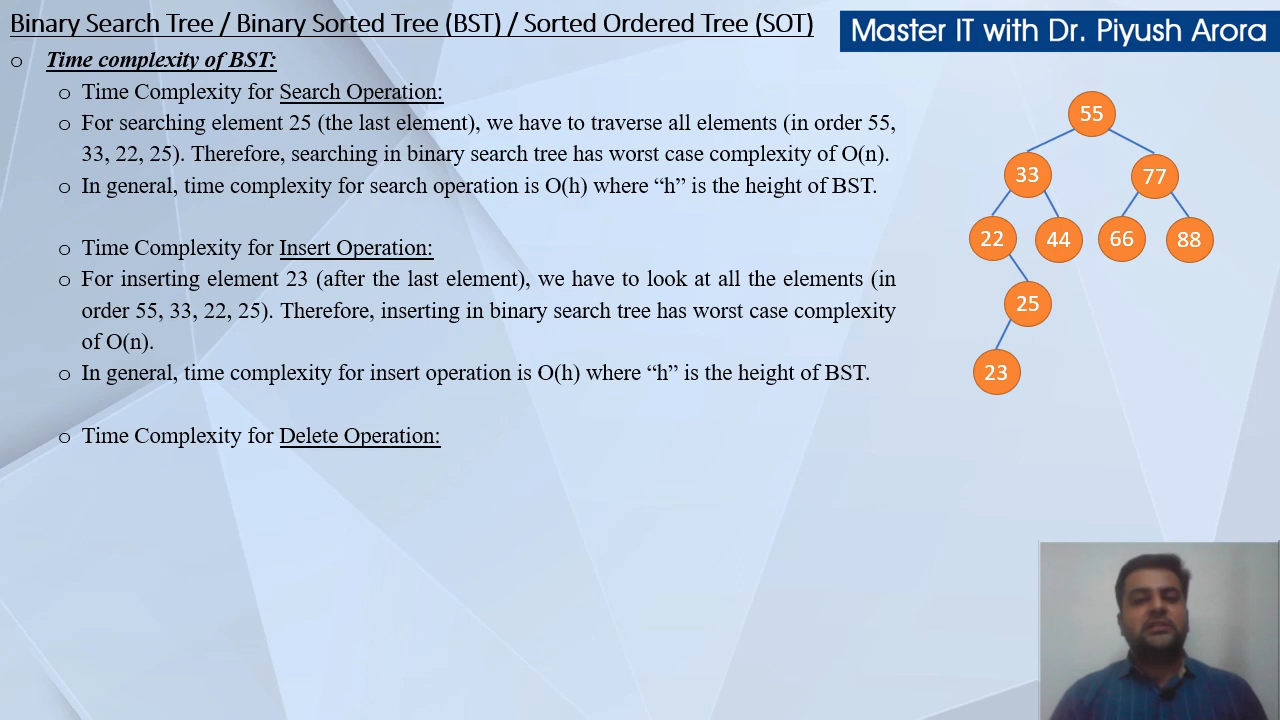 Binary Search Tree / Binary Sorted Tree (BST) / Sorted Ordered Tree (SOT)
Master IT with Dr. Piyush Arora
o Time complexity of BST:
o Time Complexity for Search Operation:
o For searching element 25 (the last element), we have to traverse all elements (in order 55,
33, 22, 25). Therefore, searching in binary search tree has worst case complexity of O(n).
o In general, time complexity for search operation is O(h) where “h” is the height of BST.
o Time Complexity for Insert Operation:
o For inserting element 23 (after the last element), we have to look at all the elements (in
order 55, 33, 22, 25). Therefore, inserting in binary search tree has worst case complexity
of O(n).
o In general, time complexity for insert operation is O(h) where “h” is the height of BST.
o Time Complexity for Delete Operation:
55
33 77
22 44 66 88
25
23